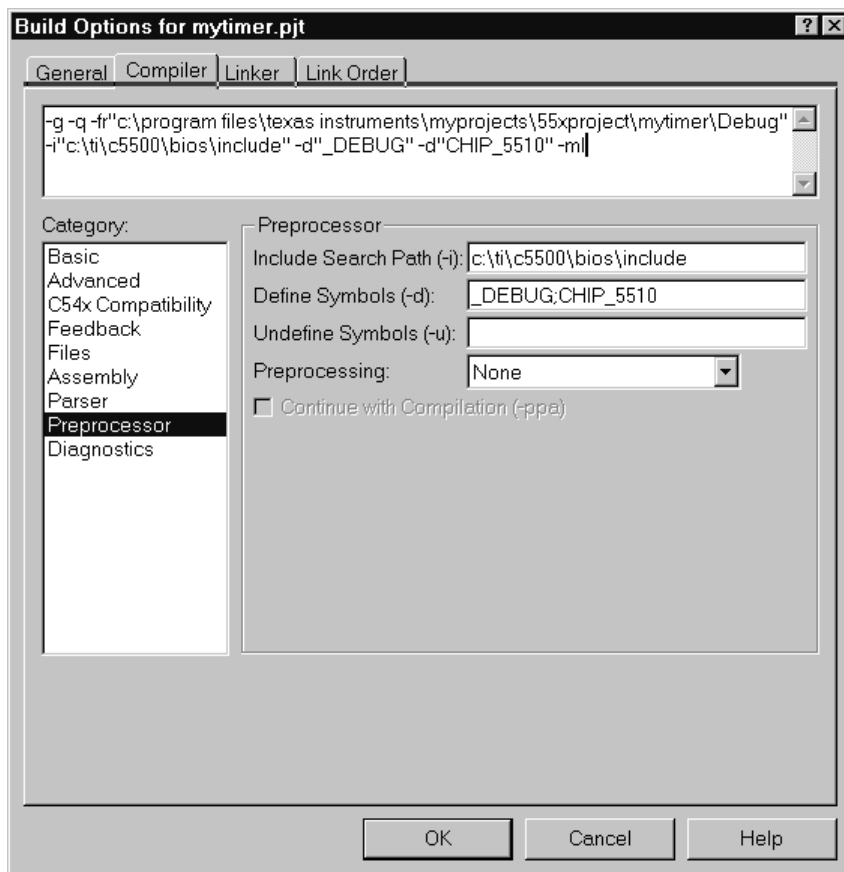 Build Options for mytimer.pjt
General Compiler Linker Link Order
-g -q -fr"c:\program files\texas instruments\myprojects\55xproject\mytimer\Debug"
-i"c:\ti\c5500\bios\include" -d"_DEBUG" -d"CHIP_5510" -ml
Category:
Basic
Advanced
C54x Compatibility
Feedback
Files
Assembly
Parser
Preprocessor
Diagnostics
Preprocessor
Include Search Path (-i): c:\ti\c5500\bios\include
Define Symbols (-d): _DEBUG;CHIP_5510
Undefine Symbols (-u):
Preprocessing: None
Continue with Compilation (-ppa)
OK Cancel Help